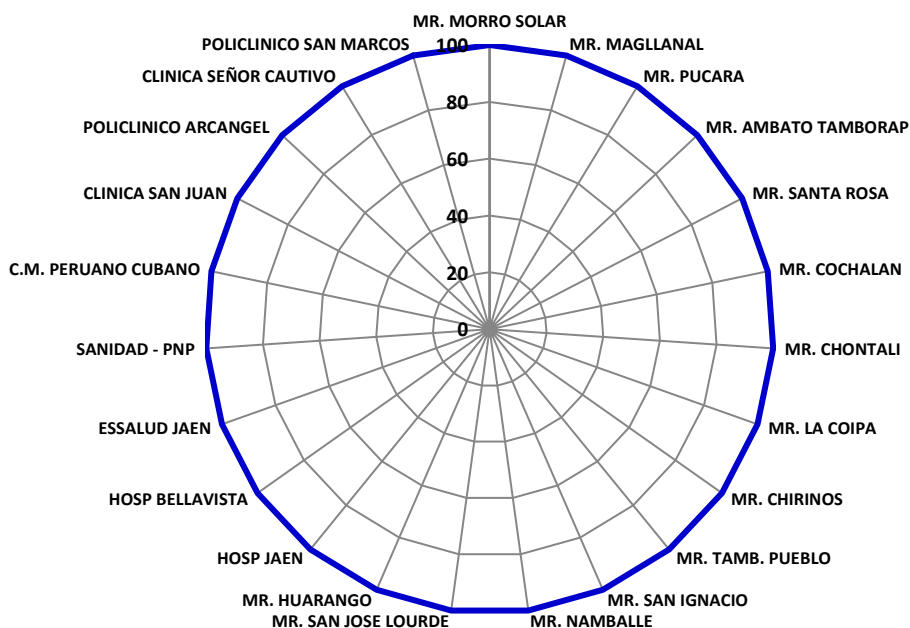 MR. MORRO SOLAR
MR. MAGLLANAL
MR. PUCARA
MR. AMBATO TAMBORAP
MR. SANTA ROSA
MR. COCHALAN
MR. CHONTALI
MR. LA COIPA
MR. CHIRINOS
MR. TAMB. PUEBLO
MR. SAN IGNACIO
MR. NAMBALLE
MR. SAN JOSE LOURDE
MR. HUARANGO
HOSP JAEN
HOSP BELLAVISTA
ESSALUD JAEN
SANIDAD - PNP
C.M. PERUANO CUBANO
CLINICA SAN JUAN
POLICLINICO ARCANGEL
CLINICA SEÑOR CAUTIVO
POLICLINICO SAN MARCOS
100
80
60
40
20
0